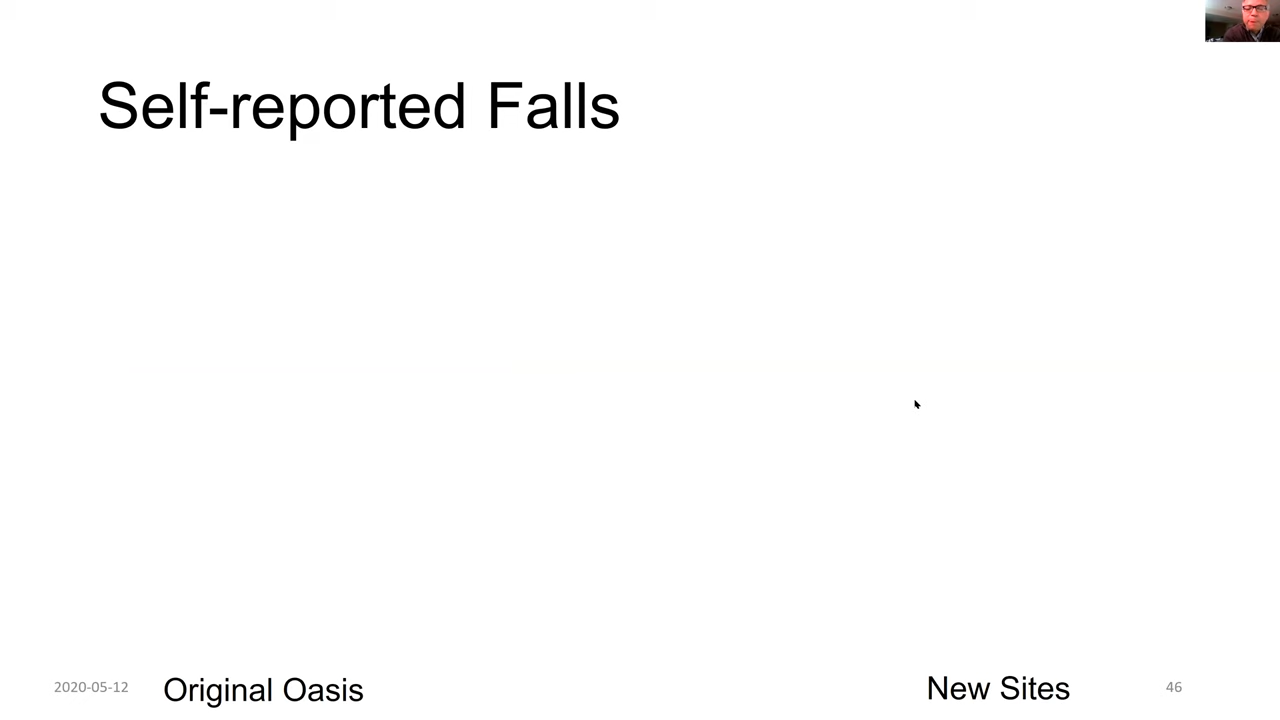 Self-reported Falls
2020-05-12
Original Oasis
New Sites
46